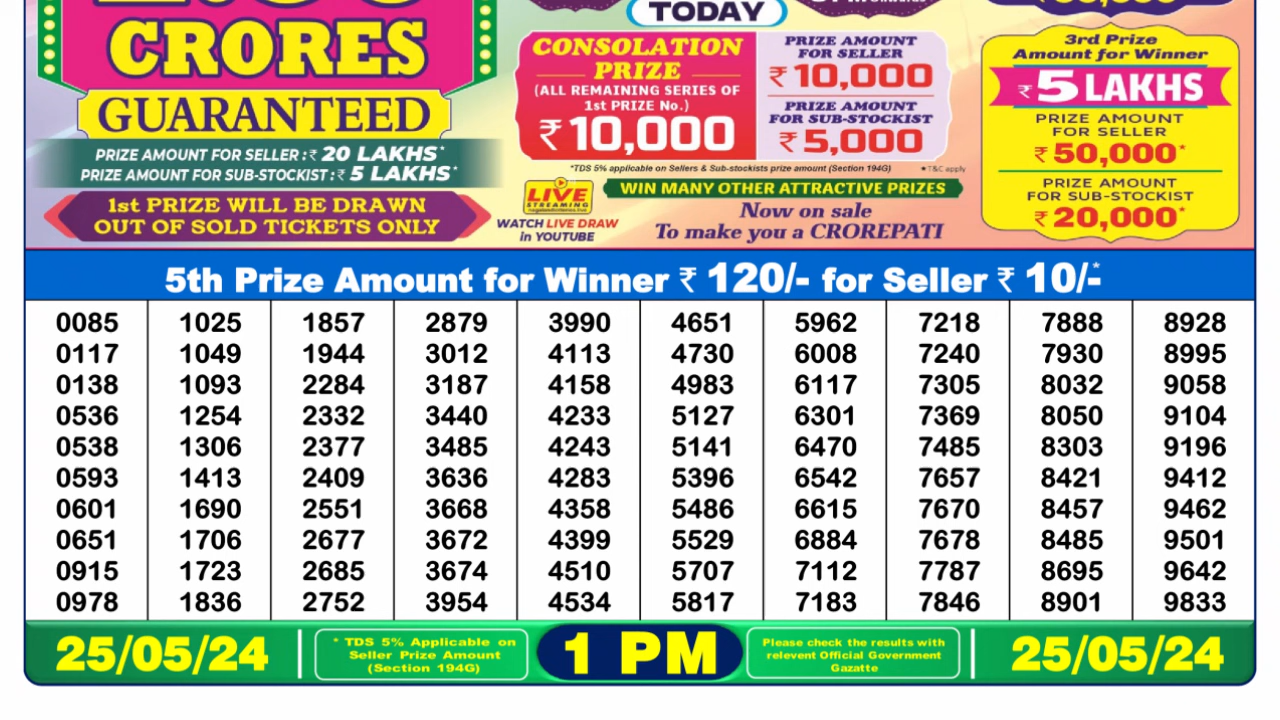 CRORES
GUARANTEED
PRIZE AMOUNT FOR SELLER :₹ 20 LAKHS*
PRIZE AMOUNT FOR SUB-STOCKIST :₹ 5 LAKHS*
1st PRIZE WILL BE DRAWN
OUT OF SOLD TICKETS ONLY
TODAY
CONSOLATION
PRIZE
(ALL REMAINING SERIES OF
1st PRIZE No.)
₹ 10,000
PRIZE AMOUNT
FOR SELLER
₹ 10,000
PRIZE AMOUNT
FOR SUB-STOCKIST
₹ 5,000
*TDS 5% applicable on Sellers & Sub-stockists prize amount (Section 194G)
*T&C apply
LIVE
STREAMING
WATCH LIVE DRAW
in YOUTUBE
WIN MANY OTHER ATTRACTIVE PRIZES
Now on sale
To make you a CROREPATI
3rd Prize
Amount for Winner
₹ 5 LAKHS
PRIZE AMOUNT
FOR SELLER
₹ 50,000*
PRIZE AMOUNT
FOR SUB-STOCKIST
₹ 20,000*
5th Prize Amount for Winner ₹ 120/- for Seller ₹ 10/-*
0085 1025 1857 2879 3990 4651 5962 7218 7888 8928
0117 1049 1944 3012 4113 4730 6008 7240 7930 8995
0138 1093 2284 3187 4158 4983 6117 7305 8032 9058
0536 1254 2332 3440 4233 5127 6301 7369 8050 9104
0538 1306 2377 3485 4243 5141 6470 7485 8303 9196
0593 1413 2409 3636 4283 5396 6542 7657 8421 9412
0601 1690 2551 3668 4358 5486 6615 7670 8457 9462
0651 1706 2677 3672 4399 5529 6884 7678 8485 9501
0915 1723 2685 3674 4510 5707 7112 7787 8695 9642
0978 1836 2752 3954 4534 5817 7183 7846 8901 9833
25/05/24
* TDS 5% Applicable on
Seller Prize Amount
(Section 194G)
1 PM
Please check the results with
relevent Official Government
Gazatte
25/05/24